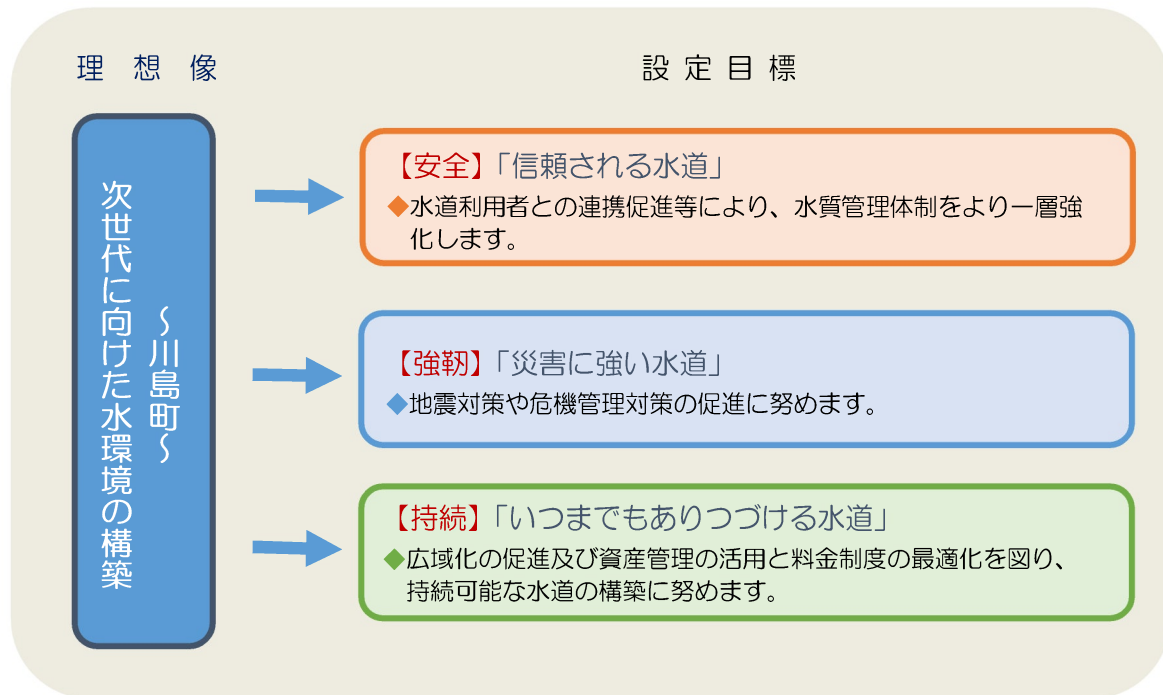 理想像
設定目標
～川島町～
次世代に向けた水環境の構築
【安全】「信頼される水道」
◆水道利用者との連携促進等により、水質管理体制をより一層強
化します。
【強靭】「災害に強い水道」
◆地震対策や危機管理対策の促進に努めます。
【持続】「いつまでもありつづける水道」
◆広域化の促進及び資産管理の活用と料金制度の最適化を図り、
持続可能な水道の構築に努めます。